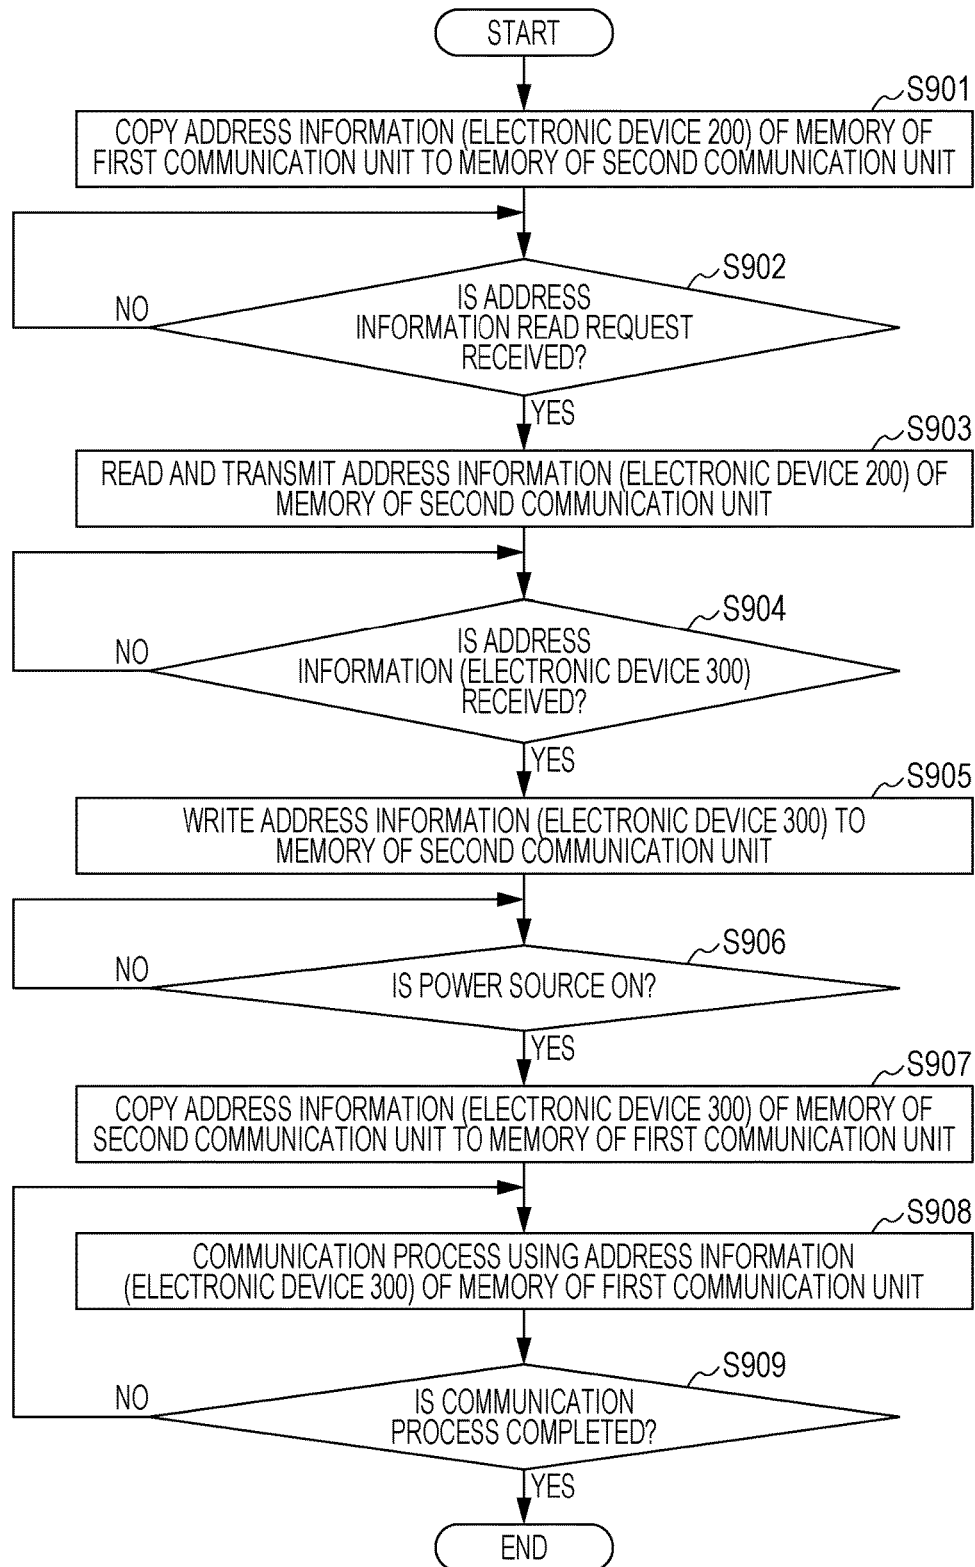 START
S901
COPY ADDRESS INFORMATION (ELECTRONIC DEVICE 200) OF MEMORY OF
FIRST COMMUNICATION UNIT TO MEMORY OF SECOND COMMUNICATION UNIT
S902
IS ADDRESS
INFORMATION READ REQUEST
RECEIVED?
NO
YES
S903
READ AND TRANSMIT ADDRESS INFORMATION (ELECTRONIC DEVICE 200) OF
MEMORY OF SECOND COMMUNICATION UNIT
S904
IS ADDRESS
INFORMATION (ELECTRONIC DEVICE 300)
RECEIVED?
NO
YES
S905
WRITE ADDRESS INFORMATION (ELECTRONIC DEVICE 300) TO
MEMORY OF SECOND COMMUNICATION UNIT
S906
NO
IS POWER SOURCE ON?
YES
S907
COPY ADDRESS INFORMATION (ELECTRONIC DEVICE 300) OF MEMORY OF
SECOND COMMUNICATION UNIT TO MEMORY OF FIRST COMMUNICATION UNIT
S908
COMMUNICATION PROCESS USING ADDRESS INFORMATION
(ELECTRONIC DEVICE 300) OF MEMORY OF FIRST COMMUNICATION UNIT
S909
NO
IS COMMUNICATION
PROCESS COMPLETED?
YES
END